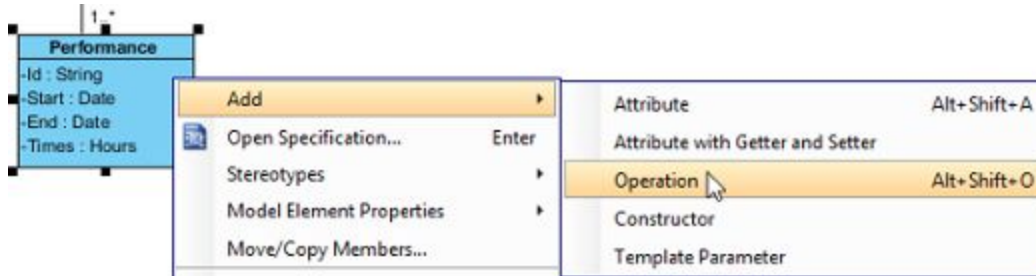 1..*
Performance
-Id : String
-Start : Date
-End : Date
-Times : Hours
Add
Open Specification... Enter
Stereotypes
Model Element Properties
Move/Copy Members...
Attribute Alt+Shift+A
Attribute with Getter and Setter
Operation Alt+Shift+O
Constructor
Template Parameter